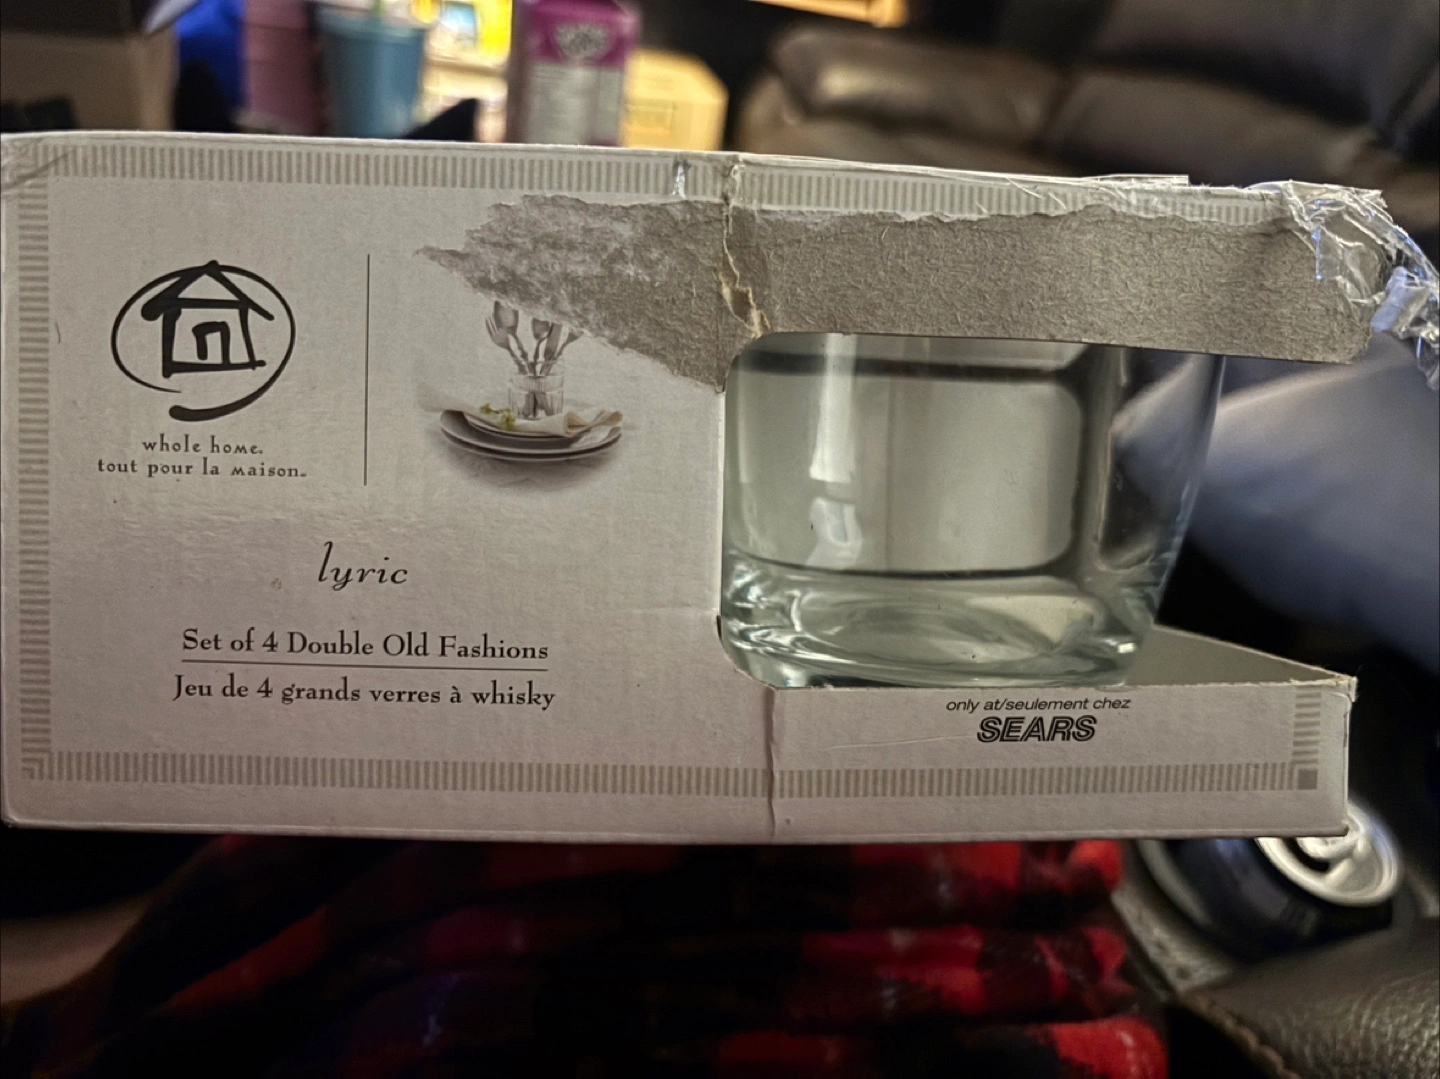 whole home.
tout pour la maison.
lyric
Set of 4 Double Old Fashions
Jeu de 4 grands verres à whisky
only at/seulement chez
SEARS